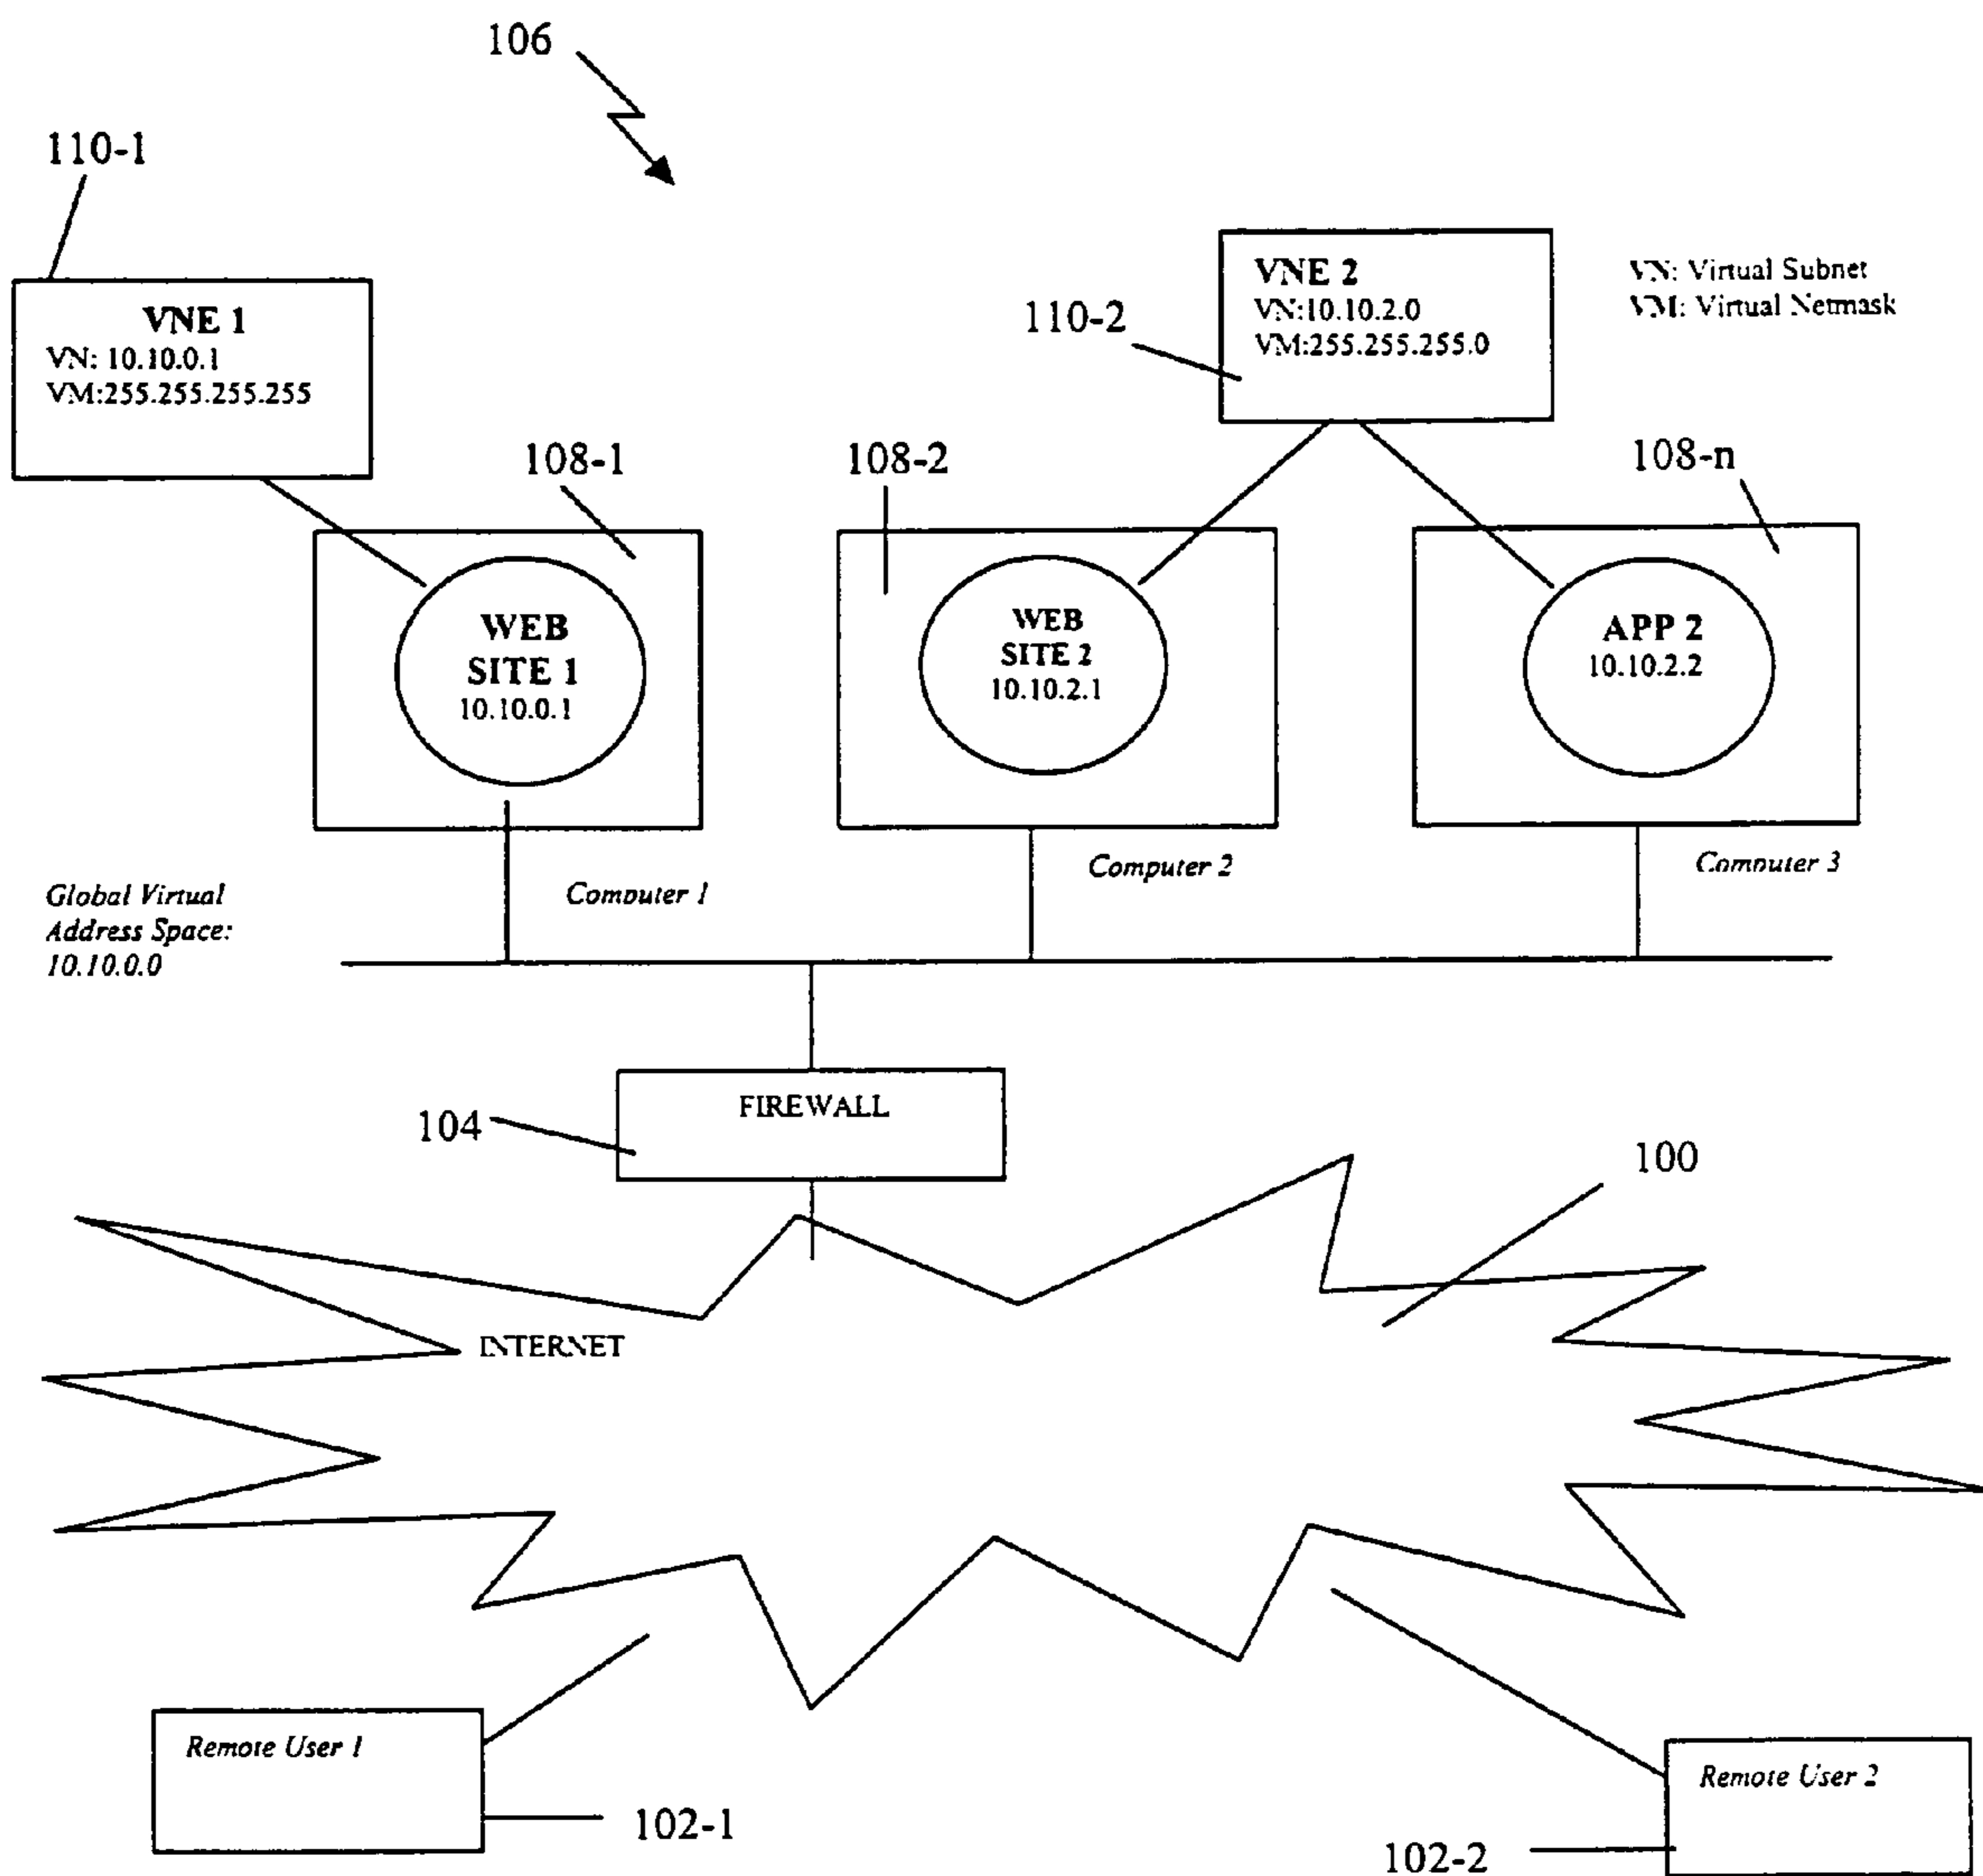 106
110-1
VNE 1
VN: 10.10.0.1
VM:255.255.255.255
110-2
VNE 2
VN:10.10.2.0
VM:255.255.255.0
VN: Virtual Subnet
VM: Virtual Netmask
108-1
108-2
108-n
WEB
SITE 1
10.10.0.1
WEB
SITE 2
10.10.2.1
APP 2
10.10.2.2
Computer 1
Computer 2
Computer 3
Global Virtual
Address Space:
10.10.0.0
FIREWALL
104
100
INTERNET
Remote User 1
102-1
Remote User 2
102-2